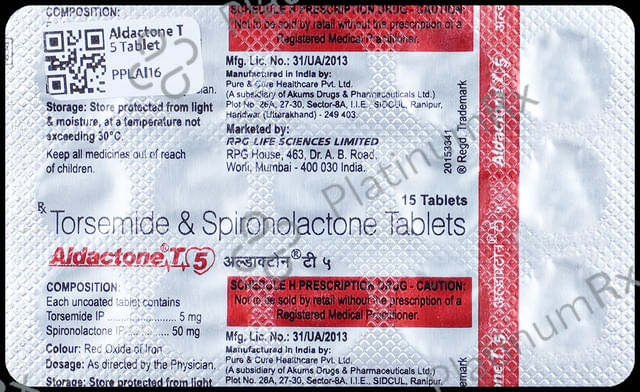 COMPOSITION:
Aldactone T
5 Tablet
PPLAI16
Storage: Store protected from light
& moisture, at a temperature not
exceeding 30°C.
Keep all medicines out of reach
of children.
SCHEDULE H PRESCRIPTION DRUG - CAUTION:
Not to be sold by retail without the prescription of a
Registered Medical Practitioner.
Mfg. Lic. No.: 31/UA/2013
Manufactured in India by:
Pure & Cure Healthcare Pvt. Ltd.
(A subsidiary of Akums Drugs & Pharmaceuticals Ltd.)
Plot No. 26A, 27-30, Sector-8A, I.I.E., SIDCUL, Ranipur,
Haridwar (Uttarakhand) - 249 403.
Marketed by:
RPG LIFE SCIENCES LIMITED
RPG House, 463, Dr. A. B. Road,
Worli, Mumbai - 400 030 India.
20153341
® Regd. Trademark
Aldactone T 5
15 Tablets
Rx
Torsemide & Spironolactone Tablets
Aldactone® T 5
अल्डाक्टोन® टी ५
COMPOSITION:
Each uncoated tablet contains
Torsemide IP ................... 5 mg
Spironolactone IP .......... 50 mg
Colour: Red Oxide of Iron
Dosage: As directed by the Physician.
Storage: Store protected from light
SCHEDULE H PRESCRIPTION DRUG - CAUTION:
Not to be sold by retail without the prescription of a
Registered Medical Practitioner.
Mfg. Lic. No.: 31/UA/2013
Manufactured in India by:
Pure & Cure Healthcare Pvt. Ltd.
(A subsidiary of Akums Drugs & Pharmaceuticals Ltd.)
Plot No. 26A, 27-30, Sector-8A, I.I.E., SIDCUL, Ranipur,
अल्डाक्टोन® टी ५
PlatinumRx
PlatinumRx